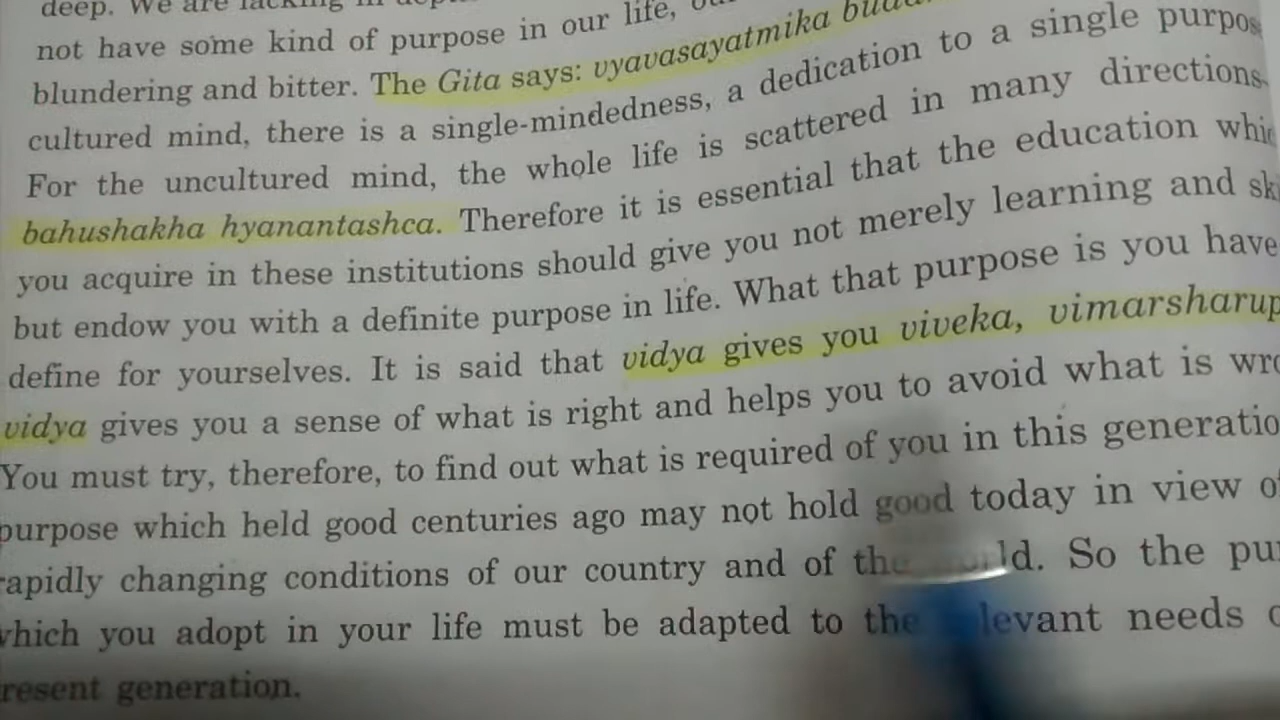 deep. We are lacking in
not have some kind of purpose in our life,
blundering and bitter. The Gita says: vyavasayatmika
cultured mind, there is a single-mindedness, a dedication to a single purpos
For the uncultured mind, the whole life is scattered in many directions
bahushakha hyanantashca. Therefore it is essential that the education whic
you acquire in these institutions should give you not merely learning and ski
but endow you with a definite purpose in life. What that purpose is you have
define for yourselves. It is said that vidya gives you viveka, vimarsharup
vidya gives you a sense of what is right and helps you to avoid what is wro
You must try, therefore, to find out what is required of you in this generatio
purpose which held good centuries ago may not hold good today in view of
rapidly changing conditions of our country and of the world. So the pur
which you adopt in your life must be adapted to the relevant needs o
resent generation.